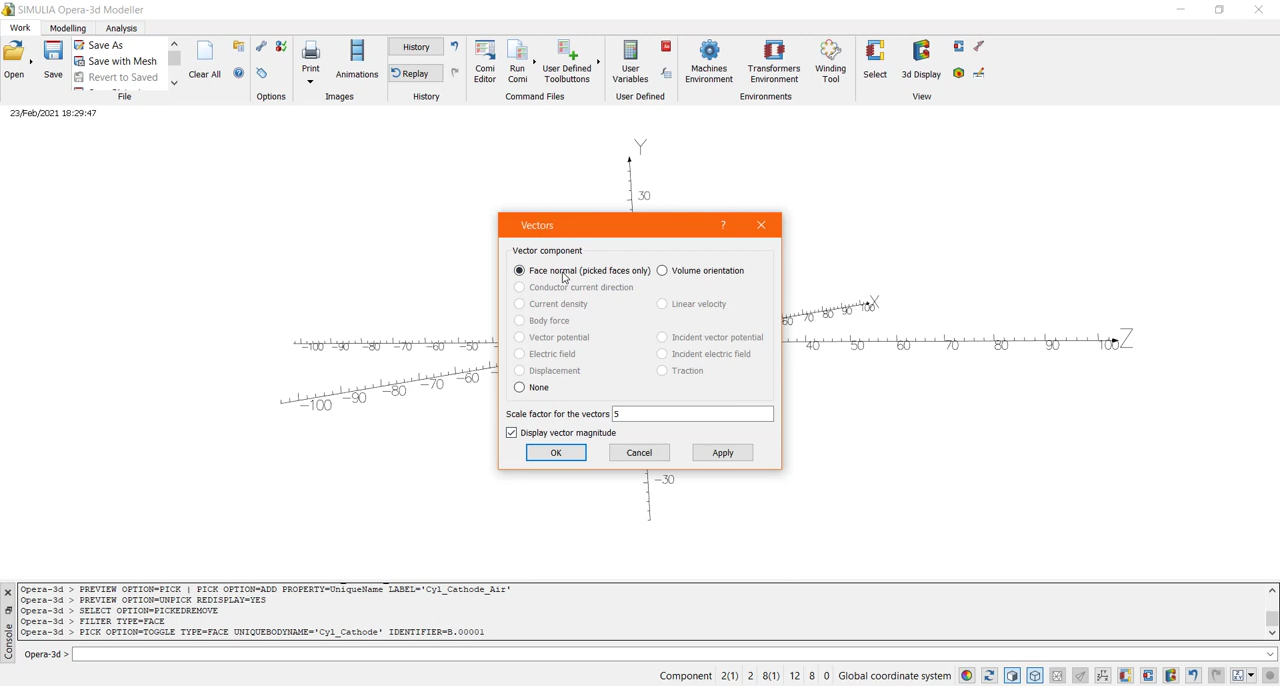 SIMULIA Opera-3d Modeller
Work Modelling Analysis
Open Save Save As Save with Mesh Revert to Saved Clear All Print Animations History Replay Comi Editor Run Comi User Defined Toolbuttons User Variables Machines Environment Transformers Environment Winding Tool Select 3d Display
File Options Images History Command Files User Defined Environments View
23/Feb/2021 18:29:47
Y
30
Vectors ? 
Vector component
Face normal (picked faces only) Volume orientation
Conductor current direction
Current density Linear velocity
Body force
Vector potential Incident vector potential
Electric field Incident electric field
Displacement Traction
None
Scale factor for the vectors 5
Display vector magnitude
OK Cancel Apply
60 70 80 90 100 X
-100 -90 -80 -70 -60 -50 40 50 60 70 80 90 100 Z
-100 -90 -80 -70 -60
-30
Opera-3d > PREVIEW OPTION=PICK | PICK OPTION=ADD PROPERTY=UniqueName LABEL='Cyl_Cathode_Air'
Opera-3d > PREVIEW OPTION=UNPICK REDISPLAY=YES
Opera-3d > SELECT OPTION=PICKEDREMOVE
Opera-3d > FILTER TYPE=FACE
Opera-3d > PICK OPTION=TOGGLE TYPE=FACE UNIQUEBODYNAME='Cyl_Cathode' IDENTIFIER=B.00001
Console
Opera-3d >
Component 2(1) 2 8(1) 12 8 0 Global coordinate system